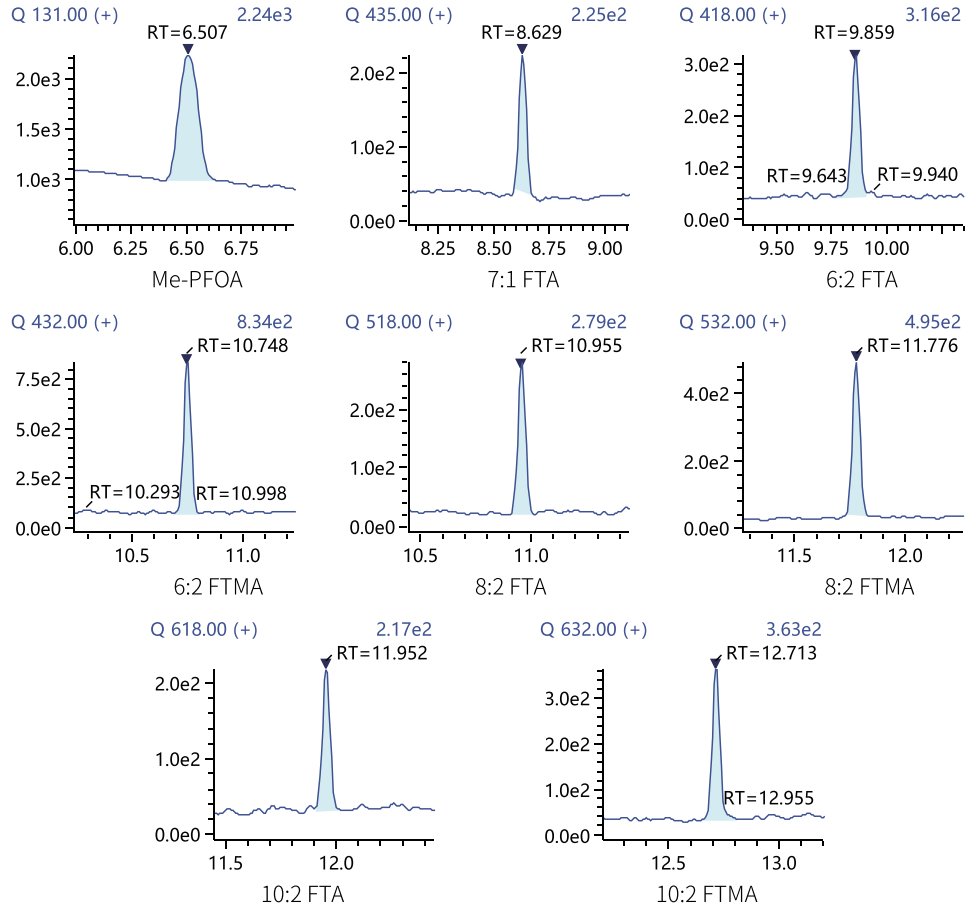 Q 131.00 (+) 2.24e3
RT=6.507
2.0e3
1.5e3
1.0e3
6.00 6.25 6.50 6.75
Me-PFOA
Q 435.00 (+) 2.25e2
RT=8.629
2.0e2
1.0e2
0.0e0
8.25 8.50 8.75 9.00
7:1 FTA
Q 418.00 (+) 3.16e2
RT=9.859
3.0e2
2.0e2
1.0e2
RT=9.643 RT=9.940
0.0e0
9.50 9.75 10.00
6:2 FTA
Q 432.00 (+) 8.34e2
RT=10.748
7.5e2
5.0e2
2.5e2
RT=10.293 RT=10.998
0.0e0
10.5 11.0
6:2 FTMA
Q 518.00 (+) 2.79e2
RT=10.955
2.0e2
1.0e2
0.0e0
10.5 11.0
8:2 FTA
Q 532.00 (+) 4.95e2
RT=11.776
4.0e2
2.0e2
0.0e0
11.5 12.0
8:2 FTMA
Q 618.00 (+) 2.17e2
RT=11.952
2.0e2
1.0e2
0.0e0
11.5 12.0
10:2 FTA
Q 632.00 (+) 3.63e2
RT=12.713
3.0e2
2.0e2
1.0e2
RT=12.955
0.0e0
12.5 13.0
10:2 FTMA